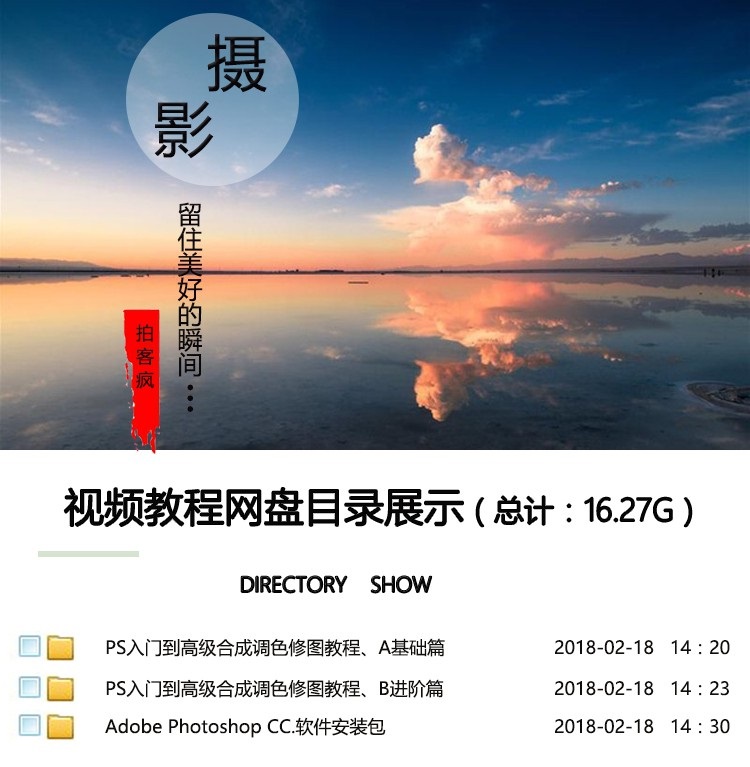 摄
影
留住美好的瞬间...
拍客疯
视频教程网盘目录展示（总计：16.27G）
DIRECTORY SHOW
PS入门到高级合成调色修图教程、A基础篇 2018-02-18 14：20
PS入门到高级合成调色修图教程、B进阶篇 2018-02-18 14：23
Adobe Photoshop CC.软件安装包 2018-02-18 14：30